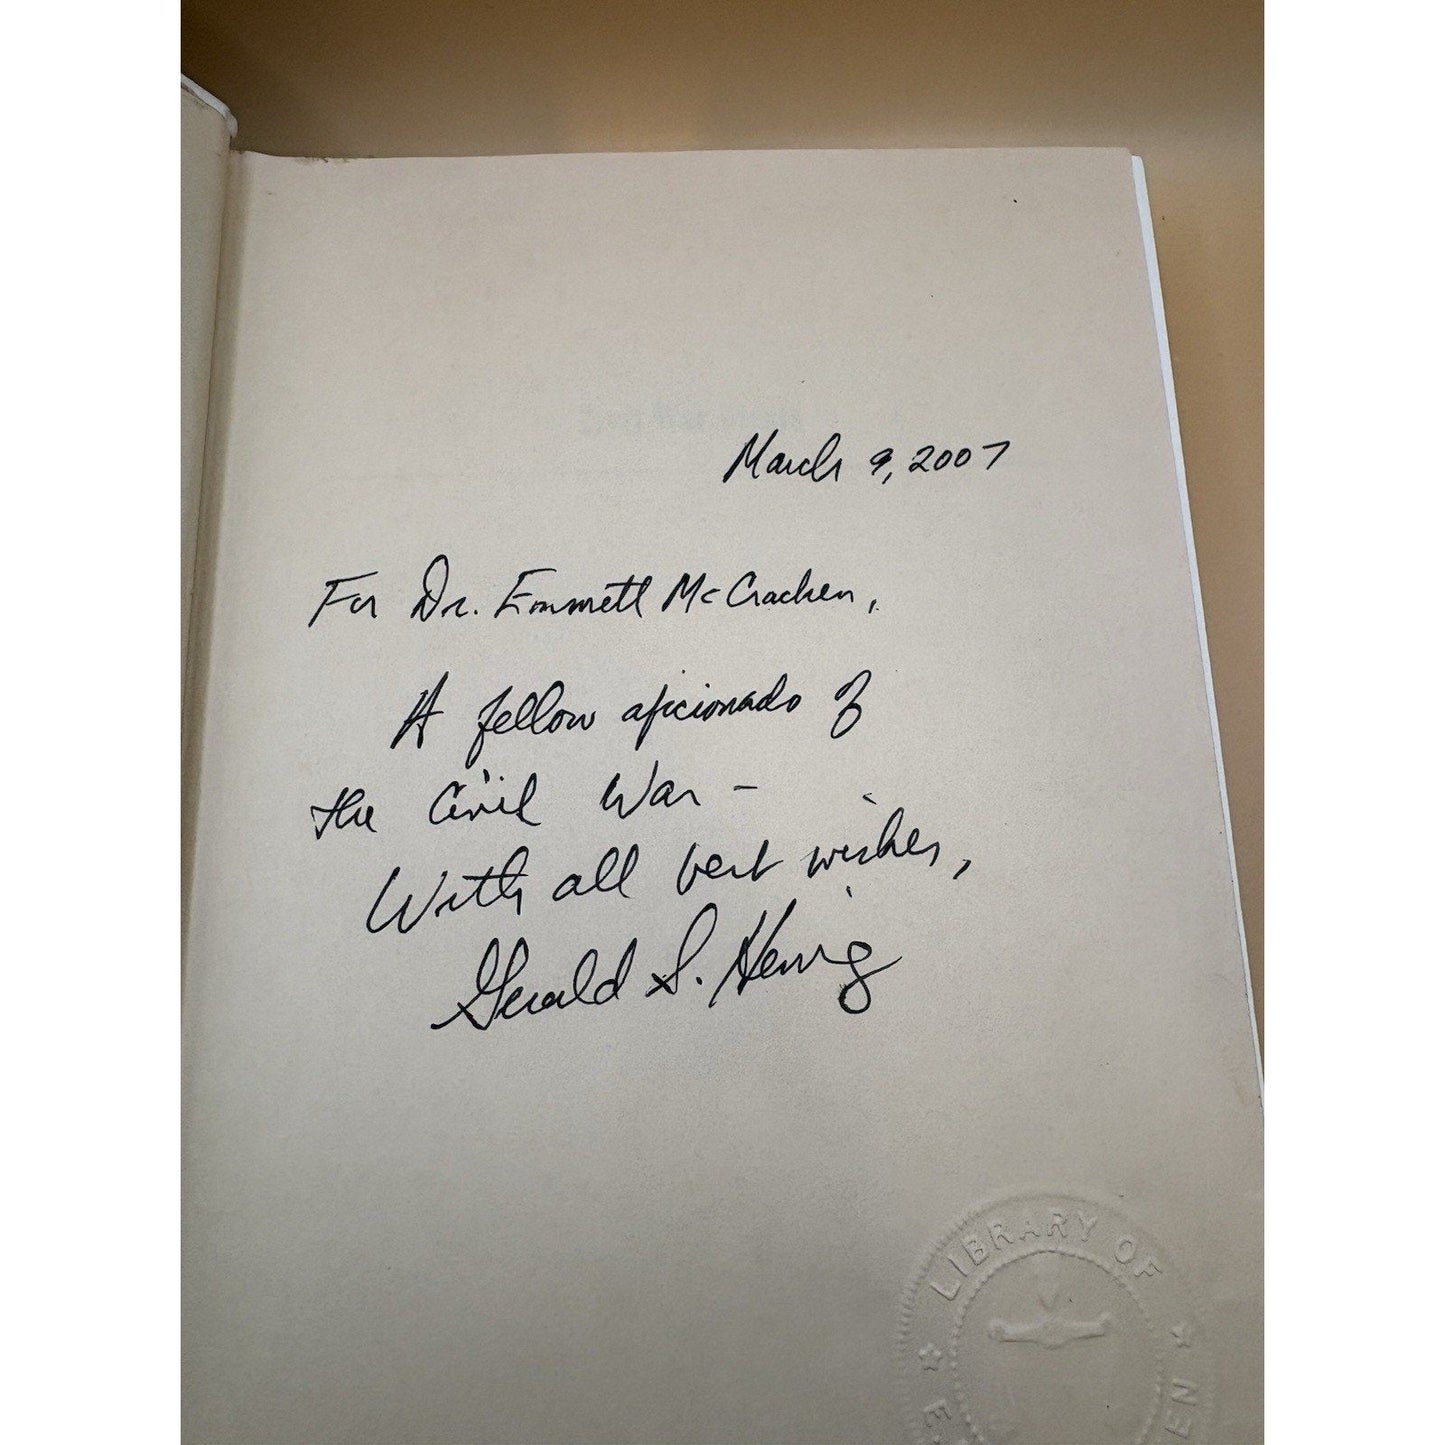 March 9, 2007
For Dr. Emmett McCracken,
A fellow aficionado of
the Civil War -
With all best wishes,
Gerald S. Henig
LIBRARY OF
E
EN